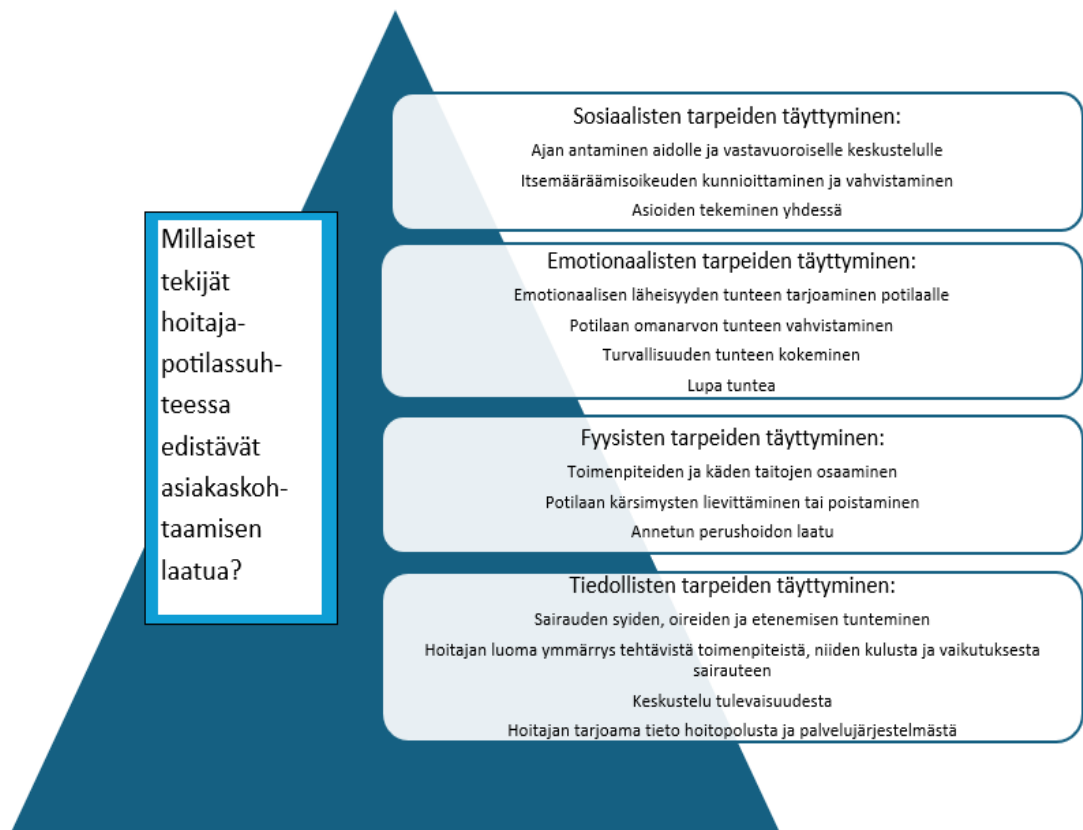 Millaiset
tekijät
hoitaja-
potilassuh-
teessa
edistävät
asiakaskoh-
taamisen
laatua?
Sosiaalisten tarpeiden täyttyminen:
Ajan antaminen aidolle ja vastavuoroiselle keskustelulle
Itsemääräämisoikeuden kunnioittaminen ja vahvistaminen
Asioiden tekeminen yhdessä
Emotionaalisten tarpeiden täyttyminen:
Emotionaalisen läheisyyden tunteen tarjoaminen potilaalle
Potilaan omanarvon tunteen vahvistaminen
Turvallisuuden tunteen kokeminen
Lupa tuntea
Fyysisten tarpeiden täyttyminen:
Toimenpiteiden ja käden taitojen osaaminen
Potilaan kärsimysten lievittäminen tai poistaminen
Annetun perushoidon laatu
Tiedollisten tarpeiden täyttyminen:
Sairauden syiden, oireiden ja etenemisen tunteminen
Hoitajan luoma ymmärrys tehtävistä toimenpiteistä, niiden kulusta ja vaikutuksesta
sairauteen
Keskustelu tulevaisuudesta
Hoitajan tarjoama tieto hoitopolusta ja palvelujärjestelmästä